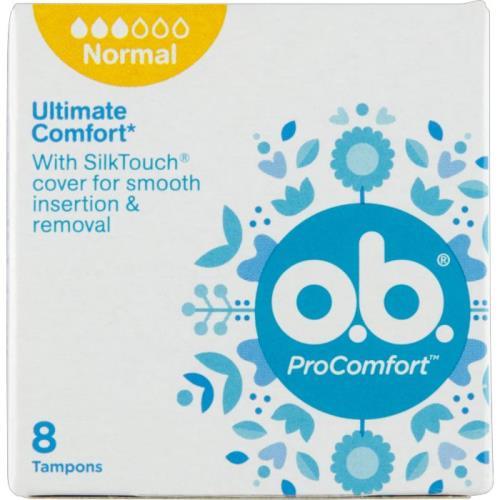 Normal
Ultimate
Comfort*
With SilkTouch®
cover for smooth
insertion &
removal
o.b.®
ProComfort™
8
Tampons